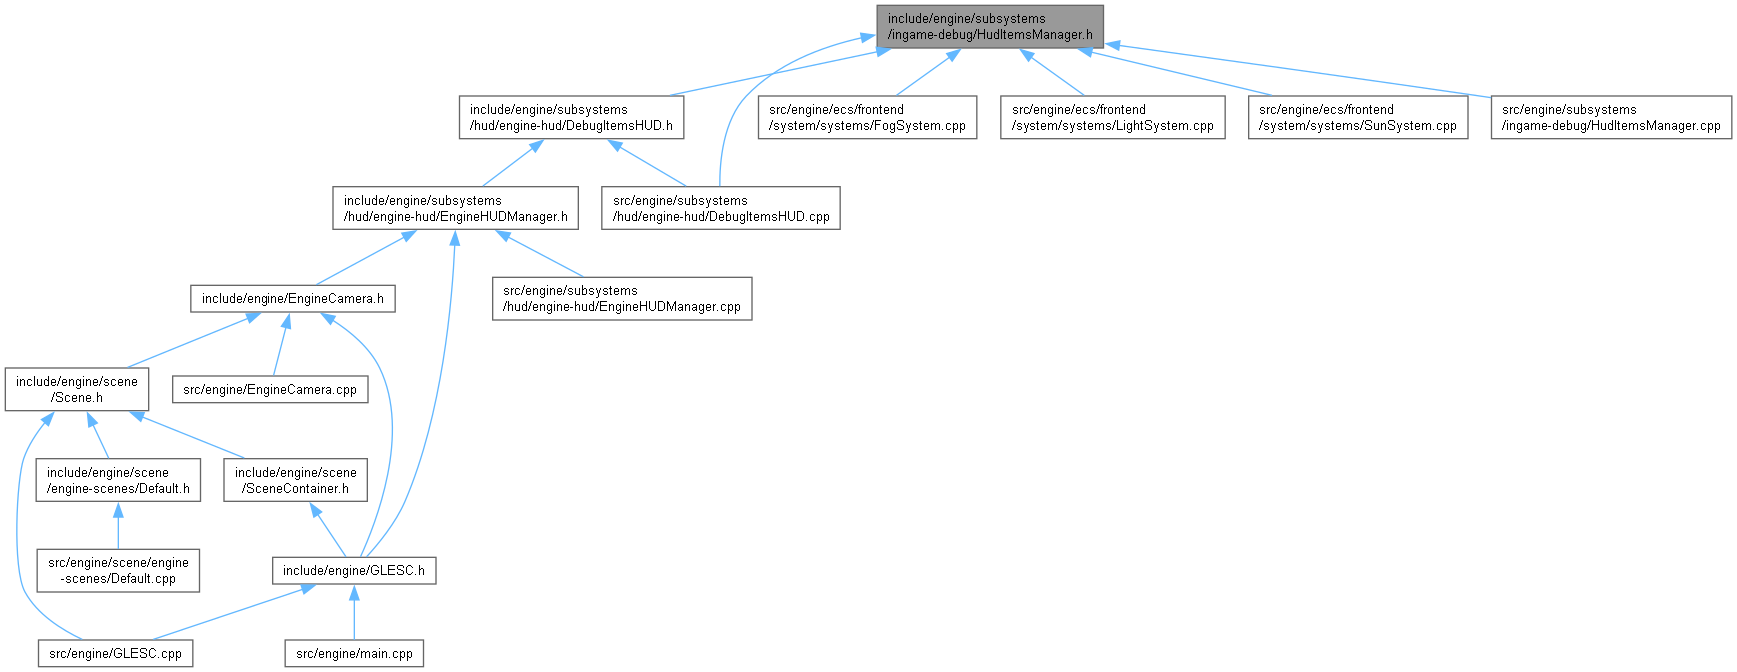 include/engine/subsystems
/ingame-debug/HudItemsManager.h
include/engine/subsystems
/hud/engine-hud/DebugItemsHUD.h
src/engine/ecs/frontend
/system/systems/FogSystem.cpp
src/engine/ecs/frontend
/system/systems/LightSystem.cpp
src/engine/ecs/frontend
/system/systems/SunSystem.cpp
src/engine/subsystems
/ingame-debug/HudItemsManager.cpp
include/engine/subsystems
/hud/engine-hud/EngineHUDManager.h
src/engine/subsystems
/hud/engine-hud/DebugItemsHUD.cpp
include/engine/EngineCamera.h
src/engine/subsystems
/hud/engine-hud/EngineHUDManager.cpp
include/engine/scene
/Scene.h
src/engine/EngineCamera.cpp
include/engine/scene
/engine-scenes/Default.h
include/engine/scene
/SceneContainer.h
src/engine/scene/engine
-scenes/Default.cpp
include/engine/GLESC.h
src/engine/GLESC.cpp
src/engine/main.cpp